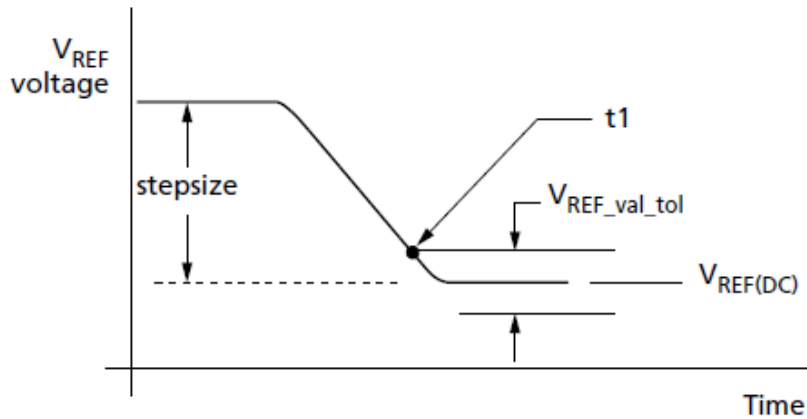 V_REF
voltage
t1
stepsize
V_REF_val_tol
V_REF(DC)
Time